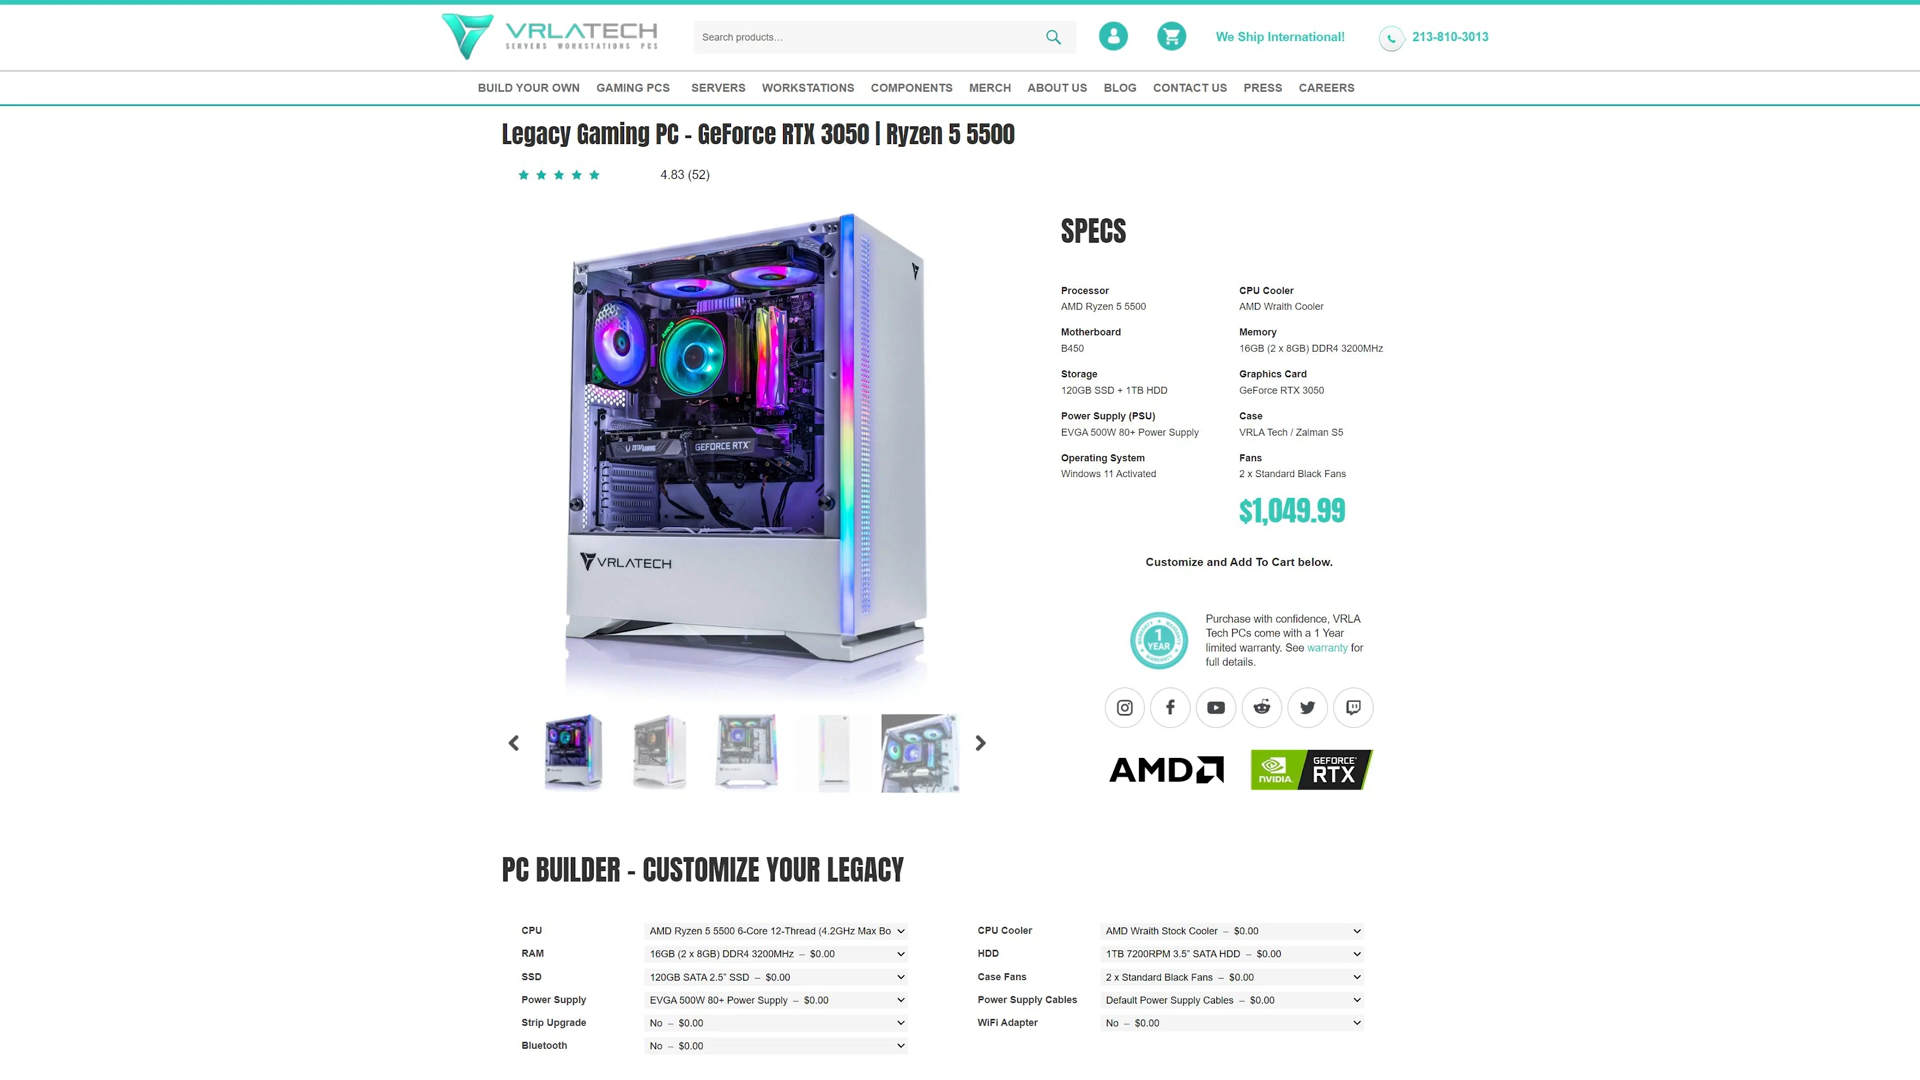 VRLATECH
SERVERS WORKSTATIONS PCS
Search products…
We Ship International!
213-810-3013
BUILD YOUR OWN GAMING PCS SERVERS WORKSTATIONS COMPONENTS MERCH ABOUT US BLOG CONTACT US PRESS CAREERS
Legacy Gaming PC - GeForce RTX 3050 | Ryzen 5 5500
4.83 (52)
GEFORCE RTX
VRLATECH
SPECS
Processor
AMD Ryzen 5 5500
CPU Cooler
AMD Wraith Cooler
Motherboard
B450
Memory
16GB (2 x 8GB) DDR4 3200MHz
Storage
120GB SSD + 1TB HDD
Graphics Card
GeForce RTX 3050
Power Supply (PSU)
EVGA 500W 80+ Power Supply
Case
VRLA Tech / Zalman S5
Operating System
Windows 11 Activated
Fans
2 x Standard Black Fans
$1,049.99
Customize and Add To Cart below.
1
YEAR
Purchase with confidence, VRLA
Tech PCs come with a 1 Year
limited warranty. See warranty for
full details.
AMD
NVIDIA.
GEFORCE
RTX
PC BUILDER - CUSTOMIZE YOUR LEGACY
CPU AMD Ryzen 5 5500 6-Core 12-Thread (4.2GHz Max Bo
CPU Cooler AMD Wraith Stock Cooler – $0.00
RAM 16GB (2 x 8GB) DDR4 3200MHz – $0.00
HDD 1TB 7200RPM 3.5" SATA HDD – $0.00
SSD 120GB SATA 2.5" SSD – $0.00
Case Fans 2 x Standard Black Fans – $0.00
Power Supply EVGA 500W 80+ Power Supply – $0.00
Power Supply Cables Default Power Supply Cables – $0.00
Strip Upgrade No – $0.00
WiFi Adapter No – $0.00
Bluetooth No – $0.00